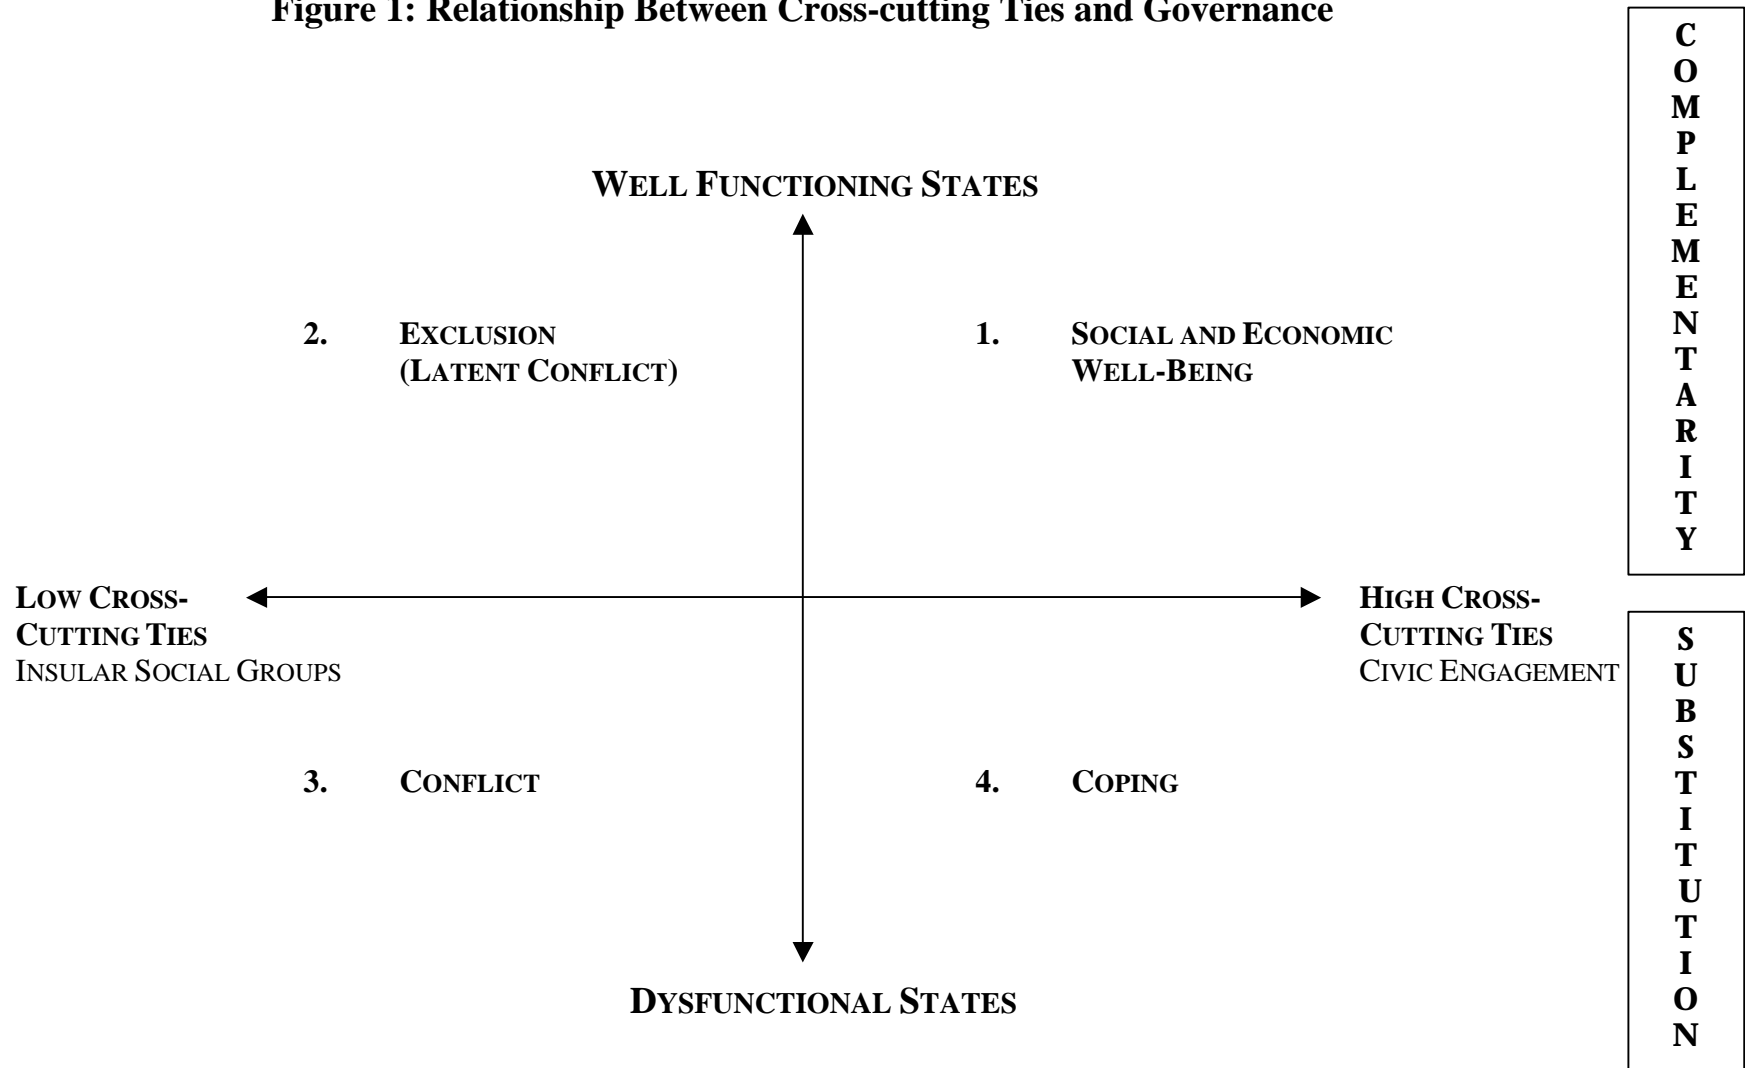 Figure 1: Relationship Between Cross-cutting Ties and Governance
WELL FUNCTIONING STATES
2. EXCLUSION
(LATENT CONFLICT)
1. SOCIAL AND ECONOMIC
WELL-BEING
LOW CROSS-
CUTTING TIES
INSULAR SOCIAL GROUPS
HIGH CROSS-
CUTTING TIES
CIVIC ENGAGEMENT
3. CONFLICT
4. COPING
DYSFUNCTIONAL STATES
C
O
M
P
L
E
M
E
N
T
A
R
I
T
Y
S
U
B
S
T
I
T
U
T
I
O
N